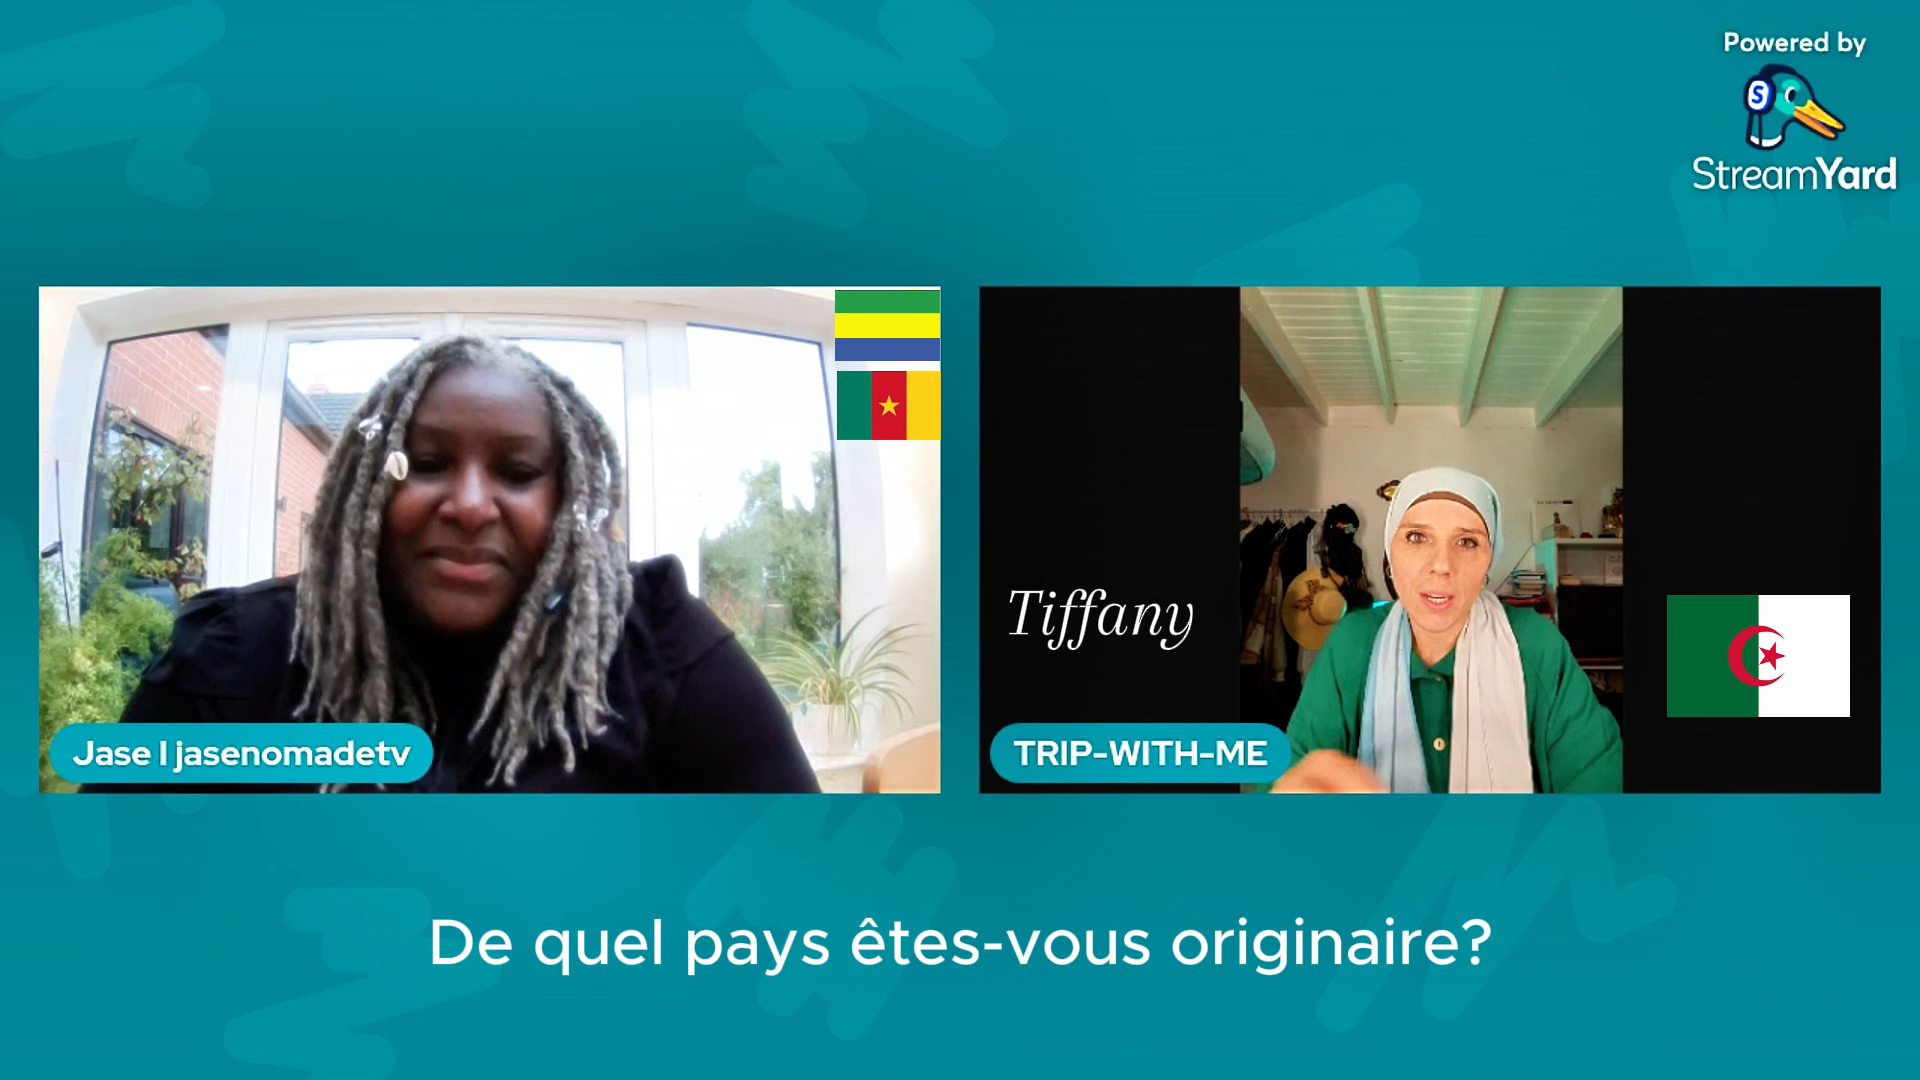 Powered by
S
StreamYard
Tiffany
Jase I jasenomadetv
TRIP-WITH-ME
De quel pays êtes-vous originaire?